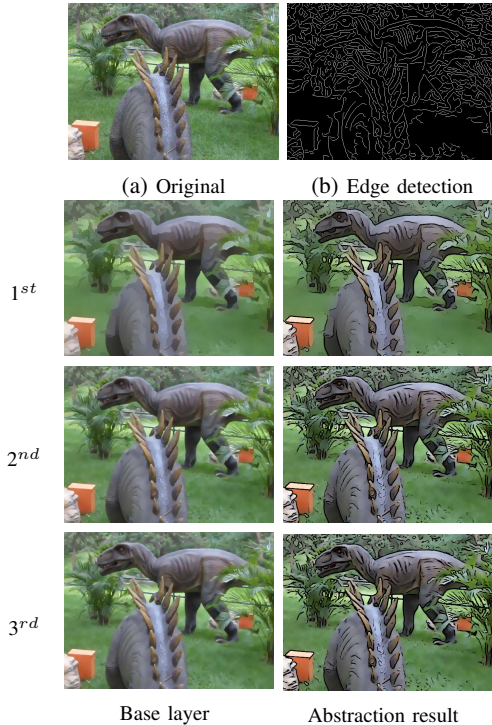 (a) Original
(b) Edge detection
1st
2nd
3rd
Base layer
Abstraction result